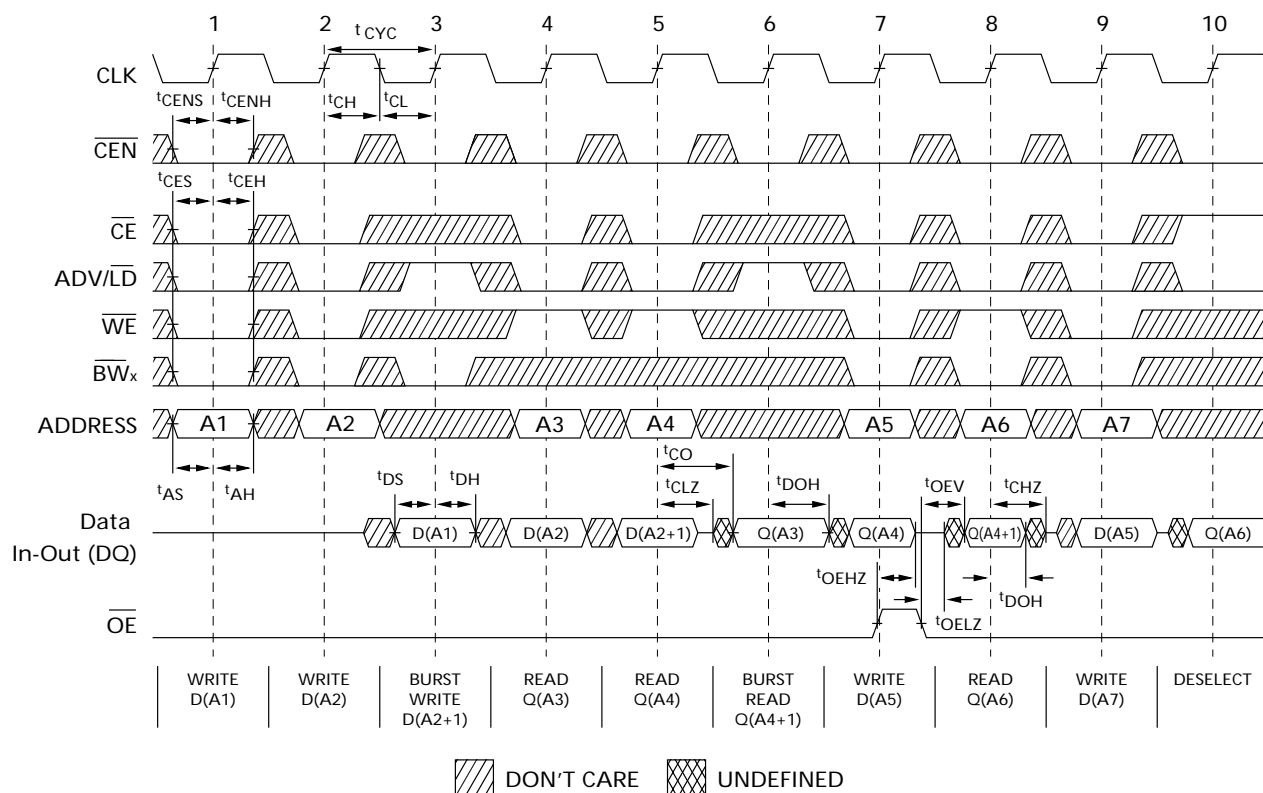 1 2 3 4 5 6 7 8 9 10
tCYC
CLK
tCENS tCENH tCH tCL
CEN
tCES tCEH
CE
ADV/LD
WE
BWx
ADDRESS A1 A2 A3 A4 A5 A6 A7
tCO
tAS tAH tDS tDH tCLZ tDOH tOEV tCHZ
Data
In-Out (DQ)
D(A1) D(A2) D(A2+1) Q(A3) Q(A4) Q(A4+1) D(A5) Q(A6)
tOEHZ tDOH
tOELZ
OE
WRITE
D(A1)
WRITE
D(A2)
BURST
WRITE
D(A2+1)
READ
Q(A3)
READ
Q(A4)
BURST
READ
Q(A4+1)
WRITE
D(A5)
READ
Q(A6)
WRITE
D(A7)
DESELECT
DON'T CARE
UNDEFINED